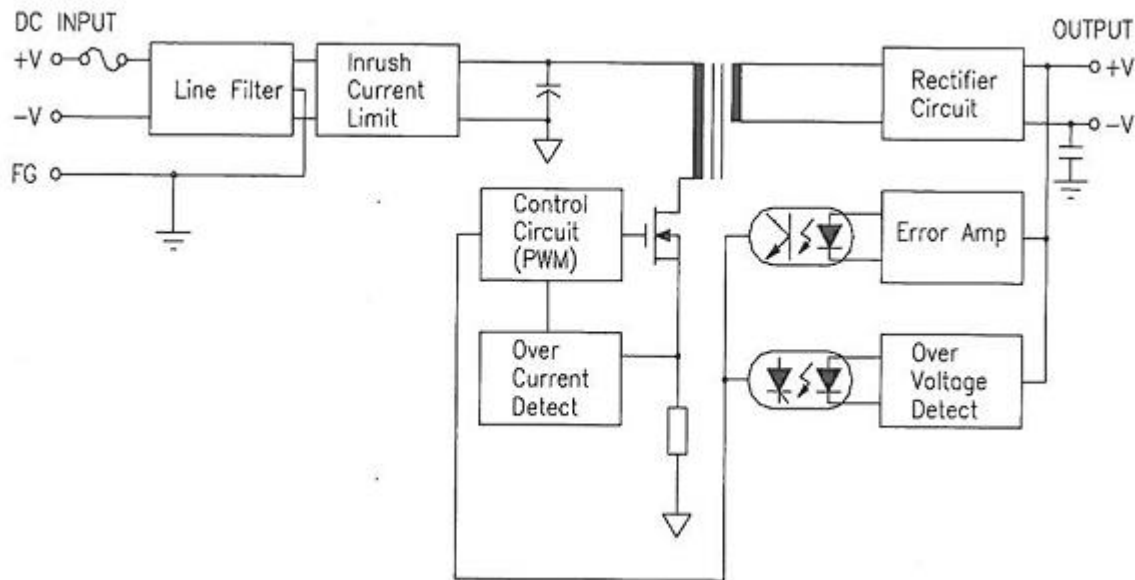 DC INPUT
+V
-V
FG
Line Filter
Inrush
Current
Limit
Rectifier
Circuit
OUTPUT
+V
-V
Control
Circuit
(PWM)
Error Amp
Over
Current
Detect
Over
Voltage
Detect